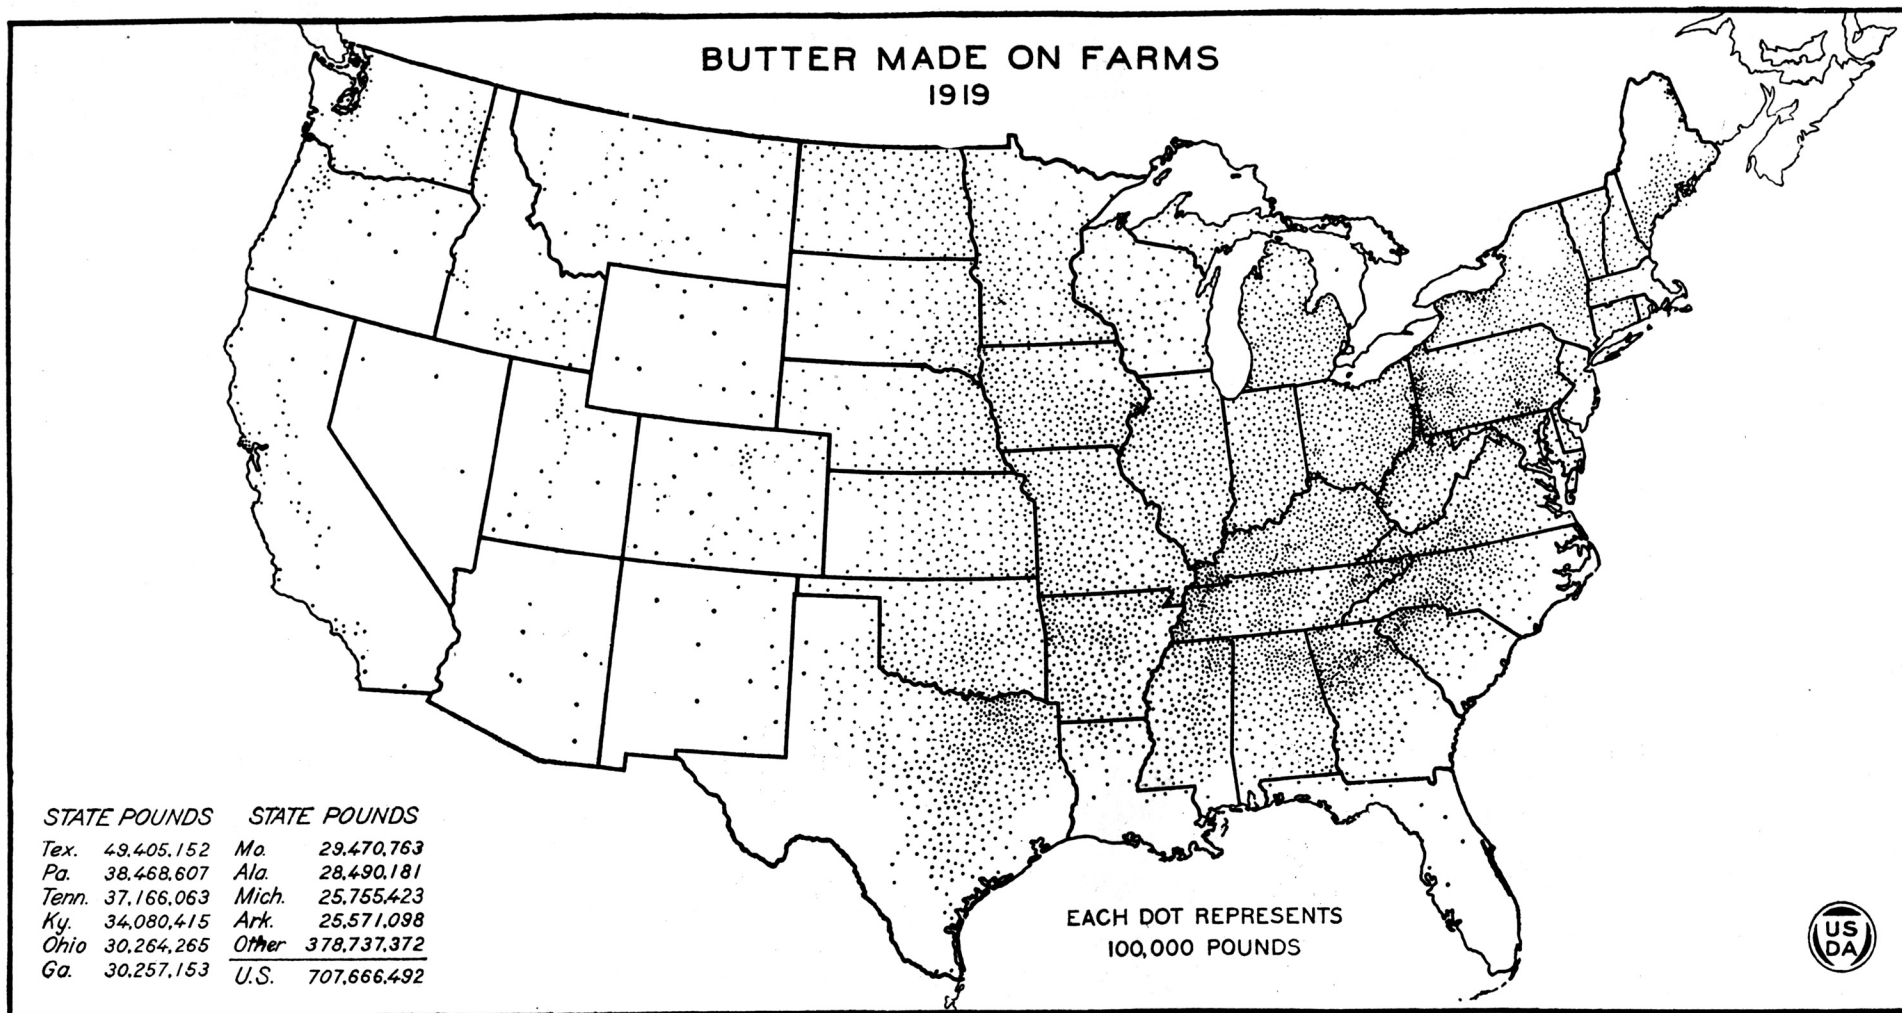 BUTTER MADE ON FARMS
1919
STATE POUNDS STATE POUNDS
Tex. 49,405,152 Mo. 29,470,763
Pa. 38,468,607 Ala. 28,490,181
Tenn. 37,166,063 Mich. 25,755,423
Ky. 34,080,415 Ark. 25,571,098
Ohio 30,264,265 Other 378,737,372
Ga. 30,257,153 U.S. 707,666,492
EACH DOT REPRESENTS
100,000 POUNDS
US
DA